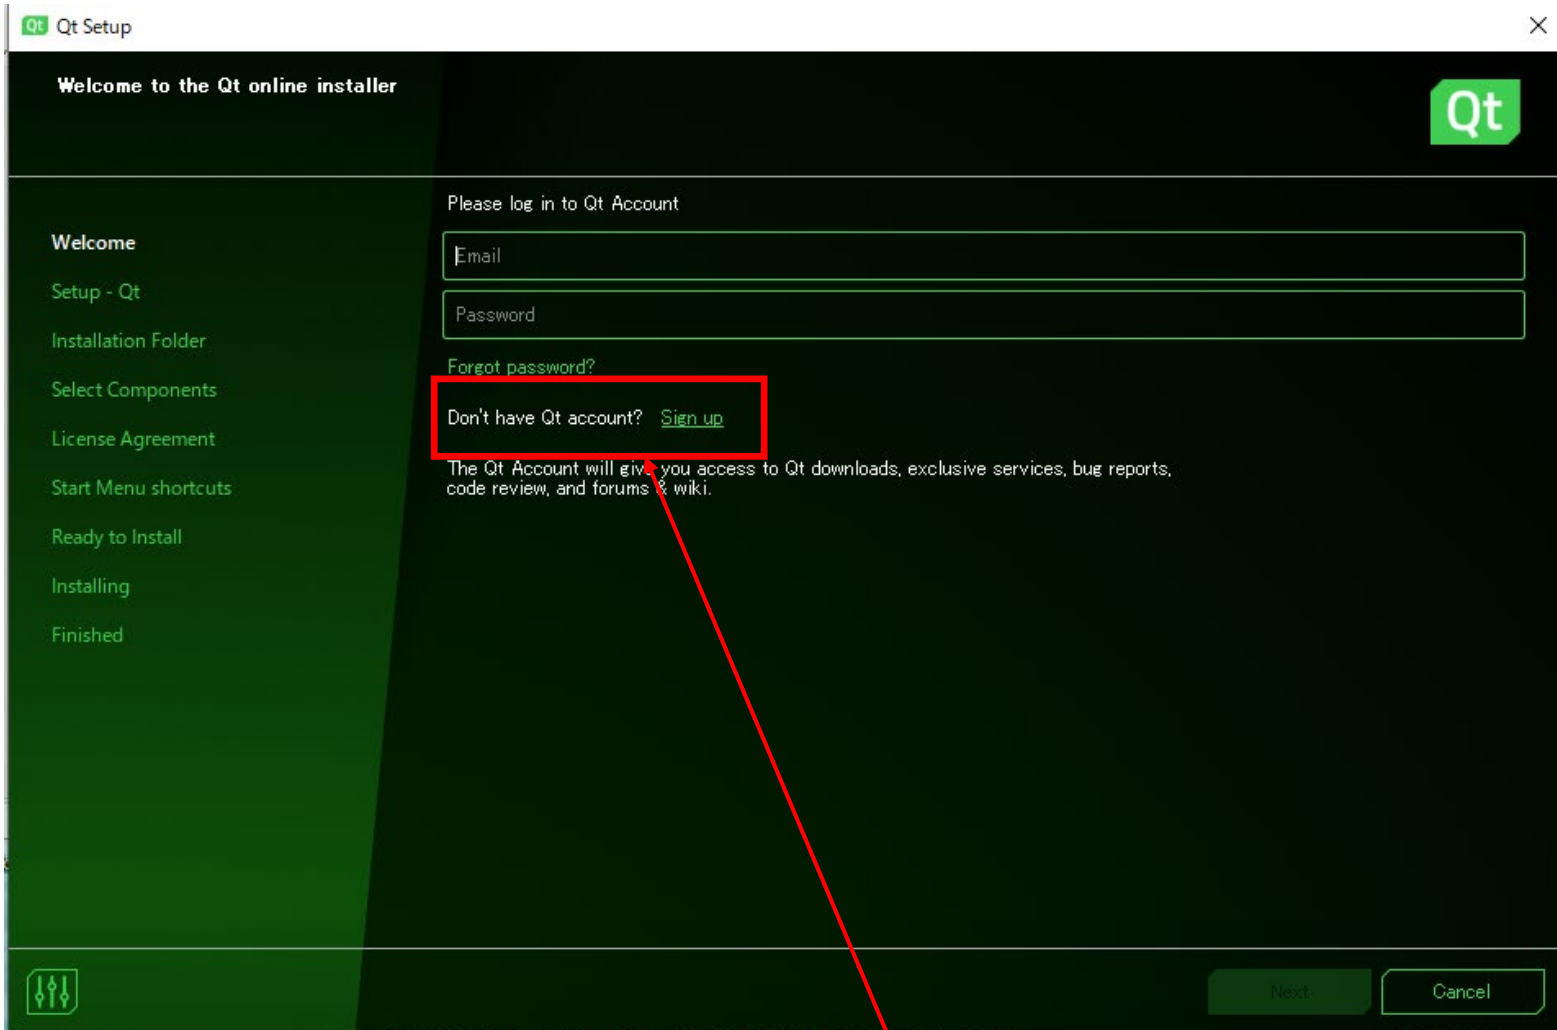 Qt Qt Setup
Welcome to the Qt online installer
Qt
Please log in to Qt Account
Welcome
Email
Setup - Qt
Password
Installation Folder
Forgot password?
Select Components
Don't have Qt account? Sign up
License Agreement
The Qt Account will give you access to Qt downloads, exclusive services, bug reports,
code review, and forums & wiki.
Start Menu shortcuts
Ready to Install
Installing
Finished
Next
Cancel